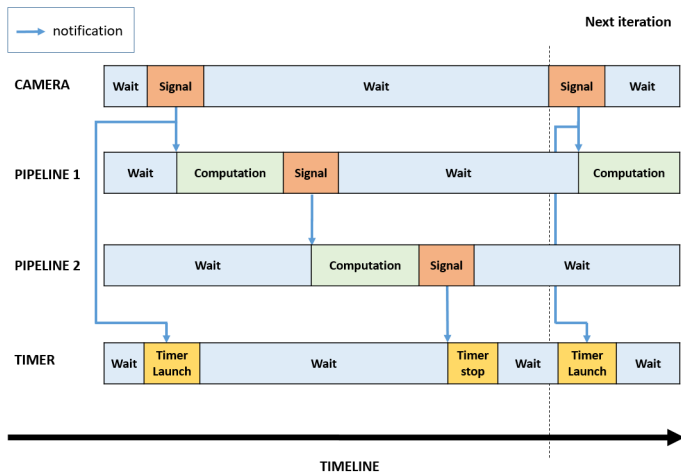 Next iteration
notification
CAMERA
Wait
Signal
Wait
Signal
Wait
PIPELINE 1
Wait
Computation
Signal
Wait
Computation
PIPELINE 2
Wait
Computation
Signal
Wait
TIMER
Wait
Timer
Launch
Wait
Timer
stop
Wait
Timer
Launch
Wait
TIMELINE